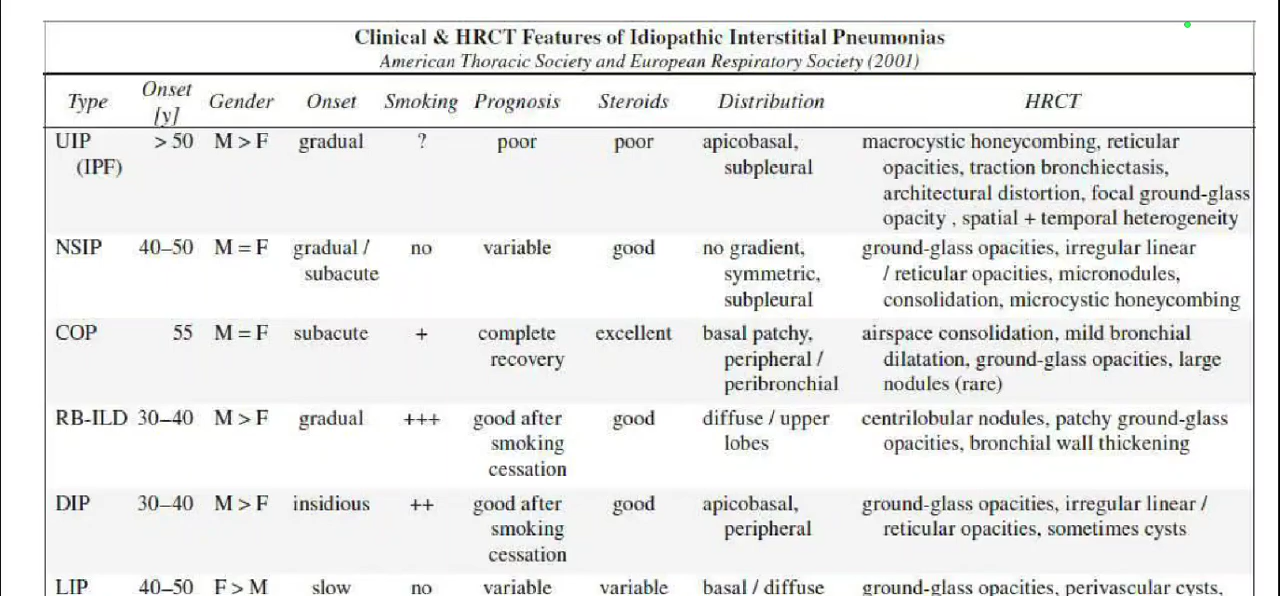 Clinical & HRCT Features of Idiopathic Interstitial Pneumonias
American Thoracic Society and European Respiratory Society (2001)
Type Onset [y] Gender Onset Smoking Prognosis Steroids Distribution HRCT
UIP > 50 M > F gradual ? poor poor apicobasal, macrocystic honeycombing, reticular
(IPF) subpleural opacities, traction bronchiectasis,
architectural distortion, focal ground-glass
opacity , spatial + temporal heterogeneity
NSIP 40–50 M = F gradual / no variable good no gradient, ground-glass opacities, irregular linear
subacute symmetric, / reticular opacities, micronodules,
subpleural consolidation, microcystic honeycombing
COP 55 M = F subacute + complete excellent basal patchy, airspace consolidation, mild bronchial
recovery peripheral / dilatation, ground-glass opacities, large
peribronchial nodules (rare)
RB-ILD 30–40 M > F gradual +++ good after good diffuse / upper centrilobular nodules, patchy ground-glass
smoking lobes opacities, bronchial wall thickening
cessation
DIP 30–40 M > F insidious ++ good after good apicobasal, ground-glass opacities, irregular linear /
smoking peripheral reticular opacities, sometimes cysts
cessation
LIP 40–50 F > M slow no variable variable basal / diffuse ground-glass opacities, perivascular cysts,